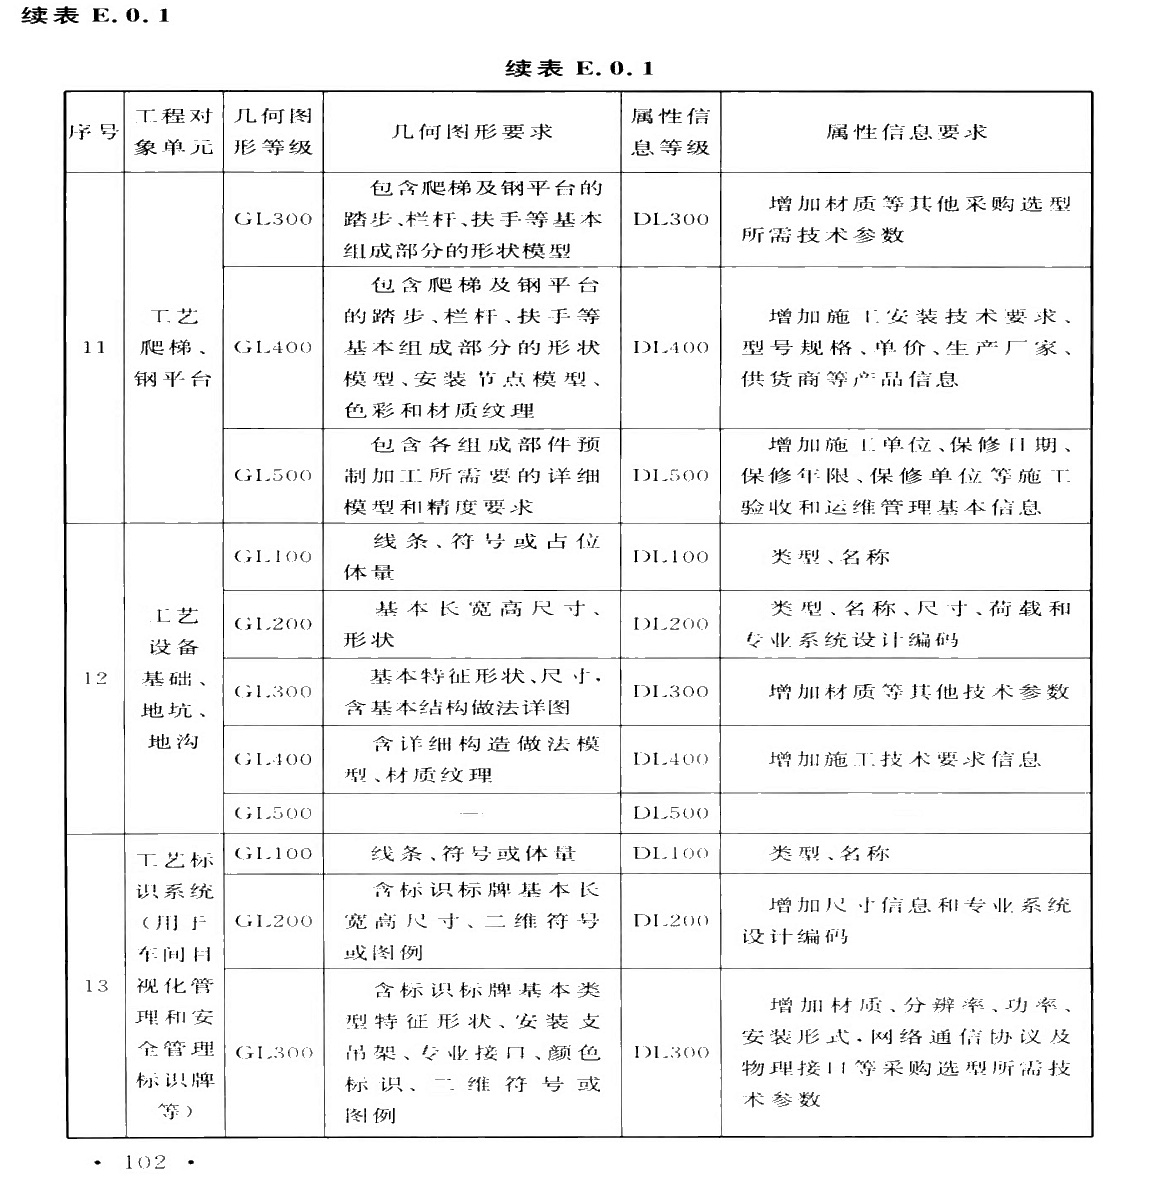 续表 E.0.1
续表 E.0.1
序号
工程对
象单元
几何图
形等级
几何图形要求
属性信
息等级
属性信息要求
11
工艺
爬梯、
钢平台
GL300
包含爬梯及钢平台的
踏步、栏杆、扶手等基本
组成部分的形状模型
DL300
增加材质等其他采购选型
所需技术参数
GL400
包含爬梯及钢平台
的踏步、栏杆、扶手等
基本组成部分的形状
模型、安装节点模型、
色彩和材质纹理
DL400
增加施工安装技术要求、
型号规格、单价、生产厂家、
供货商等产品信息
GL500
包含各组成部件预
制加工所需要的详细
模型和精度要求
DL500
增加施工单位、保修日期、
保修年限、保修单位等施工
验收和运维管理基本信息
12
工艺
设备
基础、
地坑、
地沟
GL100
线条、符号或占位
体量
DL100
类型、名称
GL200
基本长宽高尺寸、
形状
DL200
类型、名称、尺寸、荷载和
专业系统设计编码
GL300
基本特征形状、尺寸,
含基本结构做法详图
DL300
增加材质等其他技术参数
GL400
含详细构造做法模
型、材质纹理
DL400
增加施工技术要求信息
GL500
—
DL500
13
工艺标
识系统
(用于
车间目
视化管
理和安
全管理
标识牌
等)
GL100
线条、符号或体量
DL100
类型、名称
GL200
含标识标牌基本长
宽高尺寸、二维符号
或图例
DL200
增加尺寸信息和专业系统
设计编码
GL300
含标识标牌基本类
型特征形状、安装支
吊架、专业接口、颜色
标识、二维符号或
图例
DL300
增加材质、分辨率、功率、
安装形式,网络通信协议及
物理接口等采购选型所需技
术参数
· 102 ·